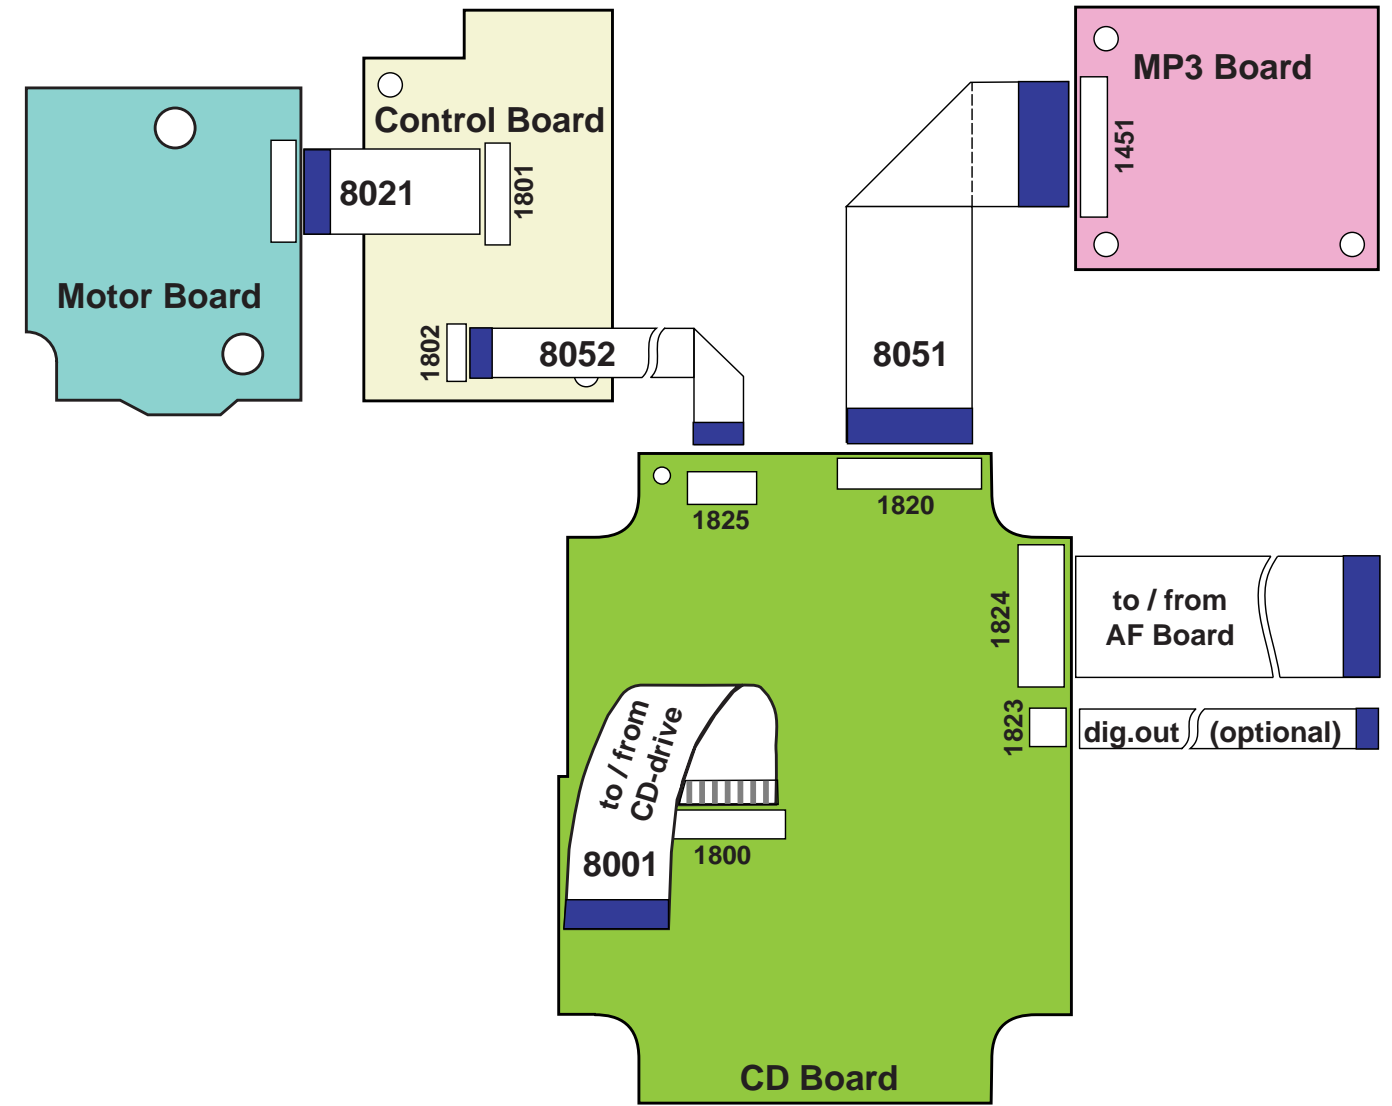 MP3 Board
1451
Control Board
8021
1801
Motor Board
1802
8052
8051
1825
1820
1824
to / from
AF Board
1823
dig.out (optional)
to / from
CD-drive
8001
1800
CD Board